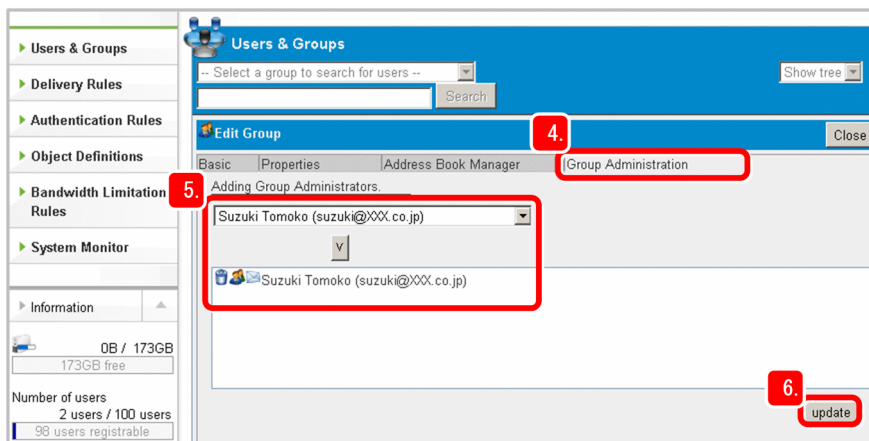 Users & Groups
Delivery Rules
Authentication Rules
Object Definitions
Bandwidth Limitation
Rules
System Monitor
Information
0B / 173GB
173GB free
Number of users
2 users / 100 users
98 users registrable
Users & Groups
-- Select a group to search for users --
Show tree
Search
4.
Edit Group
Close
Basic
Properties
Address Book Manager
Group Administration
5.
Adding Group Administrators.
Suzuki Tomoko (suzuki@XXX.co.jp)
V
Suzuki Tomoko (suzuki@XXX.co.jp)
6.
update